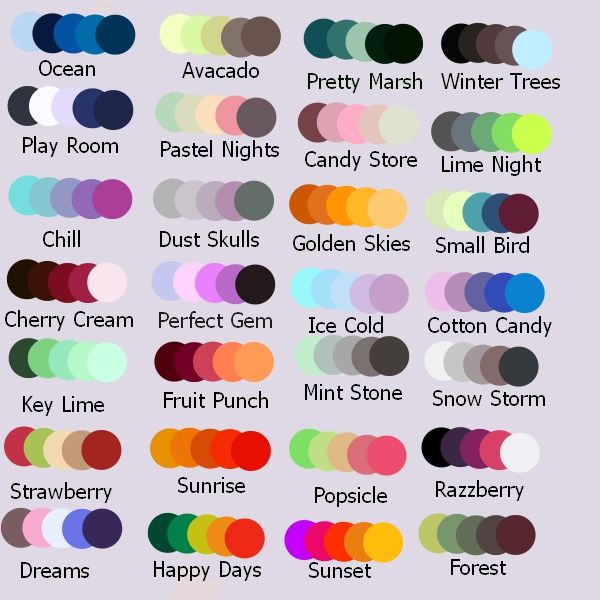 Ocean
Avacado
Pretty Marsh
Winter Trees
Play Room
Pastel Nights
Candy Store
Lime Night
Chill
Dust Skulls
Golden Skies
Small Bird
Cherry Cream
Perfect Gem
Ice Cold
Cotton Candy
Key Lime
Fruit Punch
Mint Stone
Snow Storm
Strawberry
Sunrise
Popsicle
Razzberry
Dreams
Happy Days
Sunset
Forest